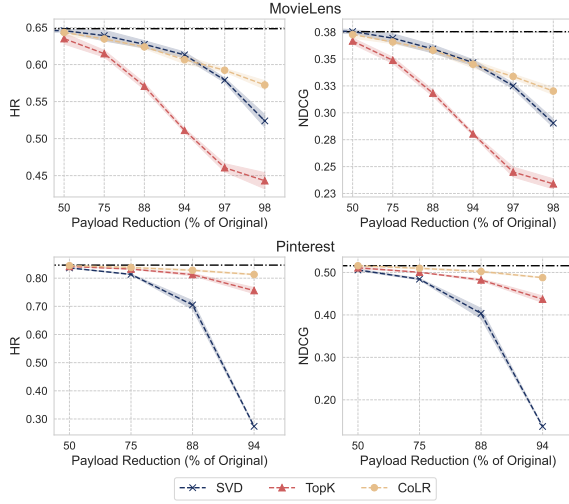 MovieLens
0.65
0.60
0.55
0.50
0.45
HR
50 75 88 94 97 98
Payload Reduction (% of Original)
0.38
0.35
0.33
0.30
0.28
0.25
0.23
NDCG
50 75 88 94 97 98
Payload Reduction (% of Original)
Pinterest
0.80
0.70
0.60
0.50
0.40
0.30
HR
50 75 88 94
Payload Reduction (% of Original)
0.50
0.40
0.30
0.20
NDCG
50 75 88 94
Payload Reduction (% of Original)
SVD TopK CoLR